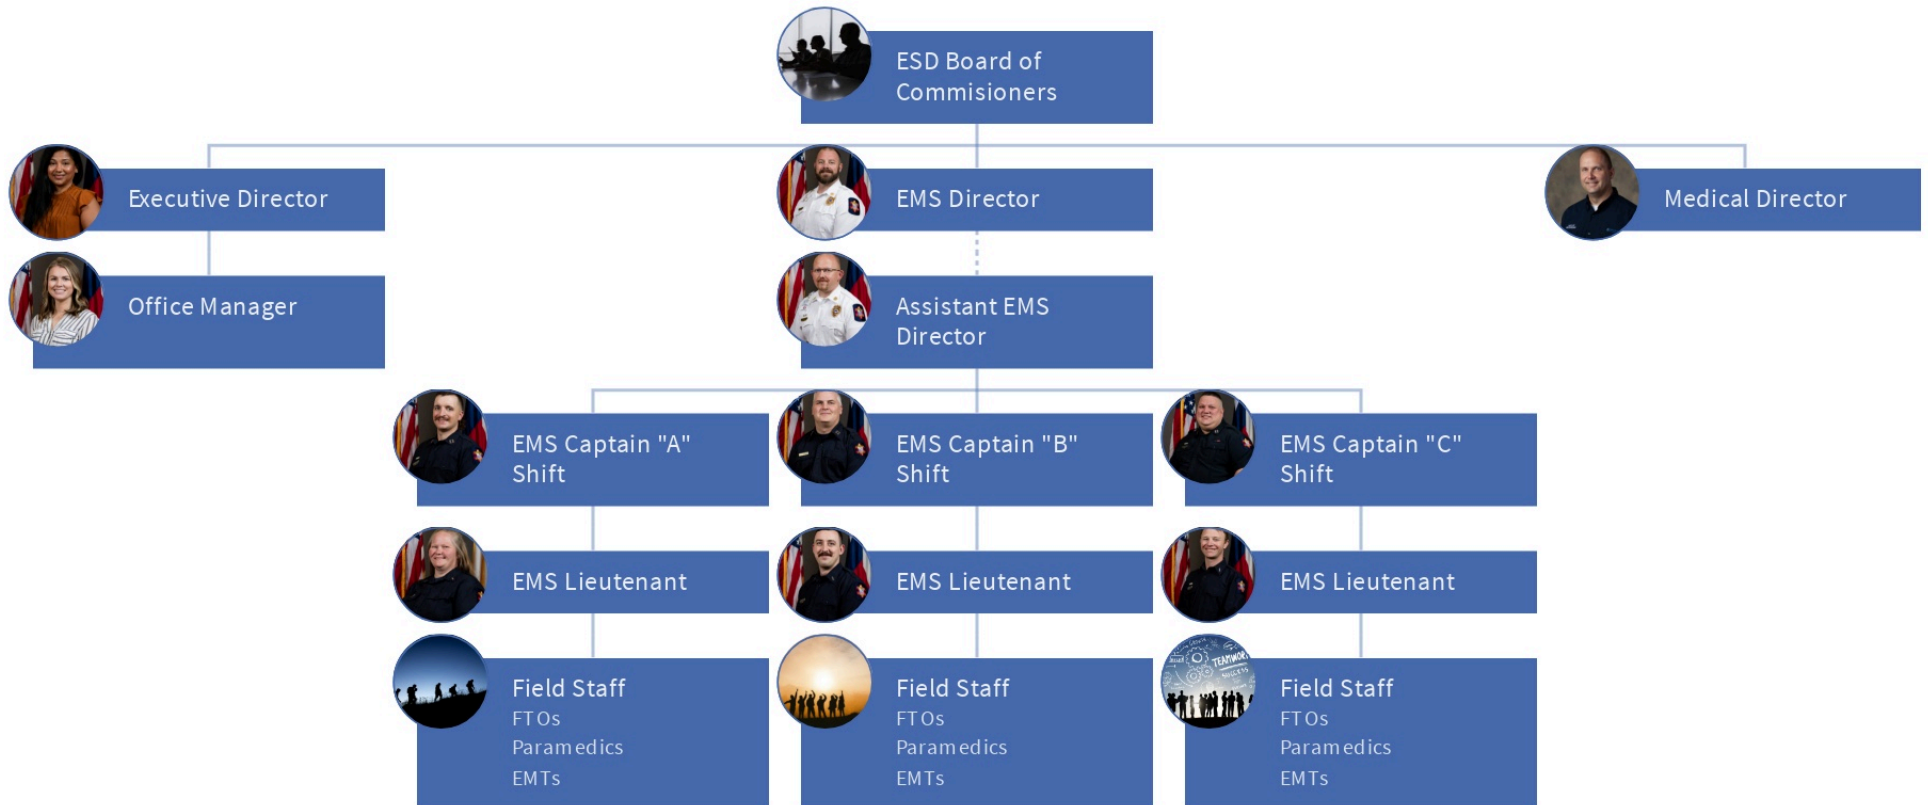 ESD Board of
Commisioners
Executive Director
EMS Director
Medical Director
Office Manager
Assistant EMS
Director
EMS Captain "A"
Shift
EMS Captain "B"
Shift
EMS Captain "C"
Shift
EMS Lieutenant
EMS Lieutenant
EMS Lieutenant
Field Staff
FTOs
Paramedics
EMTs
Field Staff
FTOs
Paramedics
EMTs
TEAMWORK
SUCCESS
Field Staff
FTOs
Paramedics
EMTs